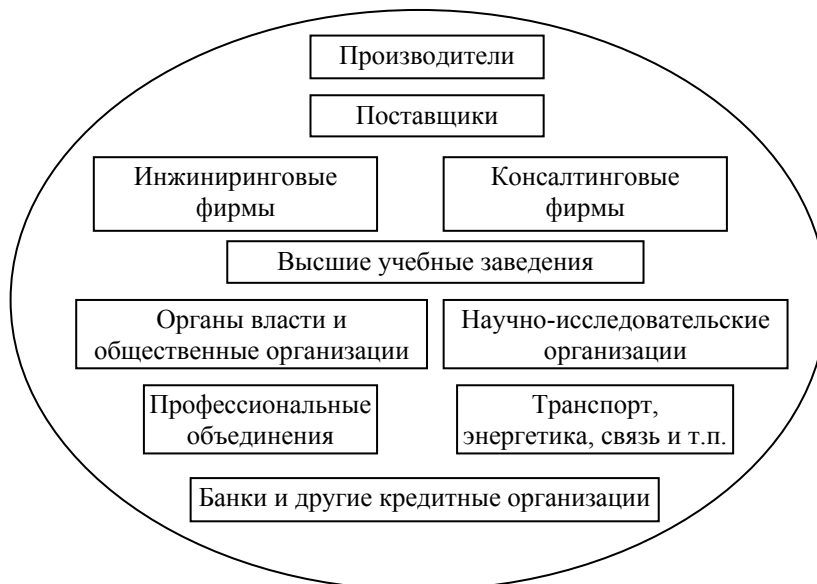 Производители
Поставщики
Инжиниринговые
фирмы
Консалтинговые
фирмы
Высшие учебные заведения
Органы власти и
общественные организации
Научно-исследовательские
организации
Профессиональные
объединения
Транспорт,
энергетика, связь и т.п.
Банки и другие кредитные организации